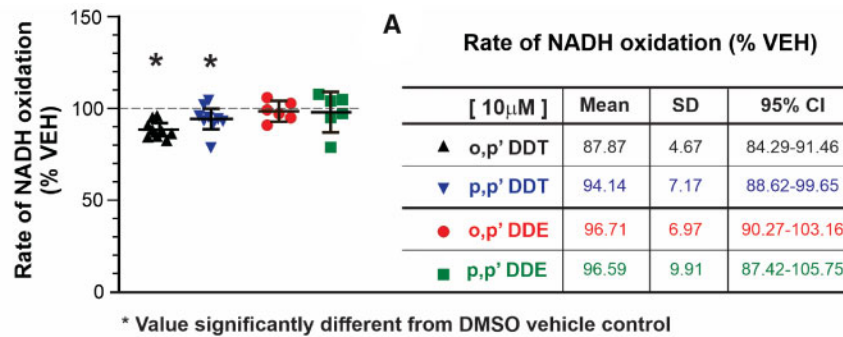 A
Rate of NADH oxidation (% VEH)
Rate of NADH oxidation
(% VEH)
150
100
50
0
* *
[ 10μM ] Mean SD 95% CI
o,p' DDT 87.87 4.67 84.29-91.46
p,p' DDT 94.14 7.17 88.62-99.65
o,p' DDE 96.71 6.97 90.27-103.16
p,p' DDE 96.59 9.91 87.42-105.75
* Value significantly different from DMSO vehicle control